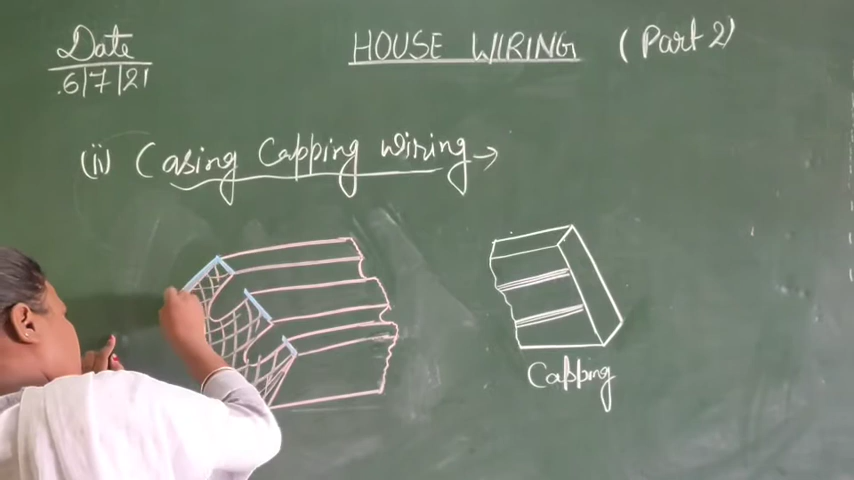 Date
6/7/21
HOUSE WIRING (Part 2)
(ii) Casing Capping Wiring →
Capping